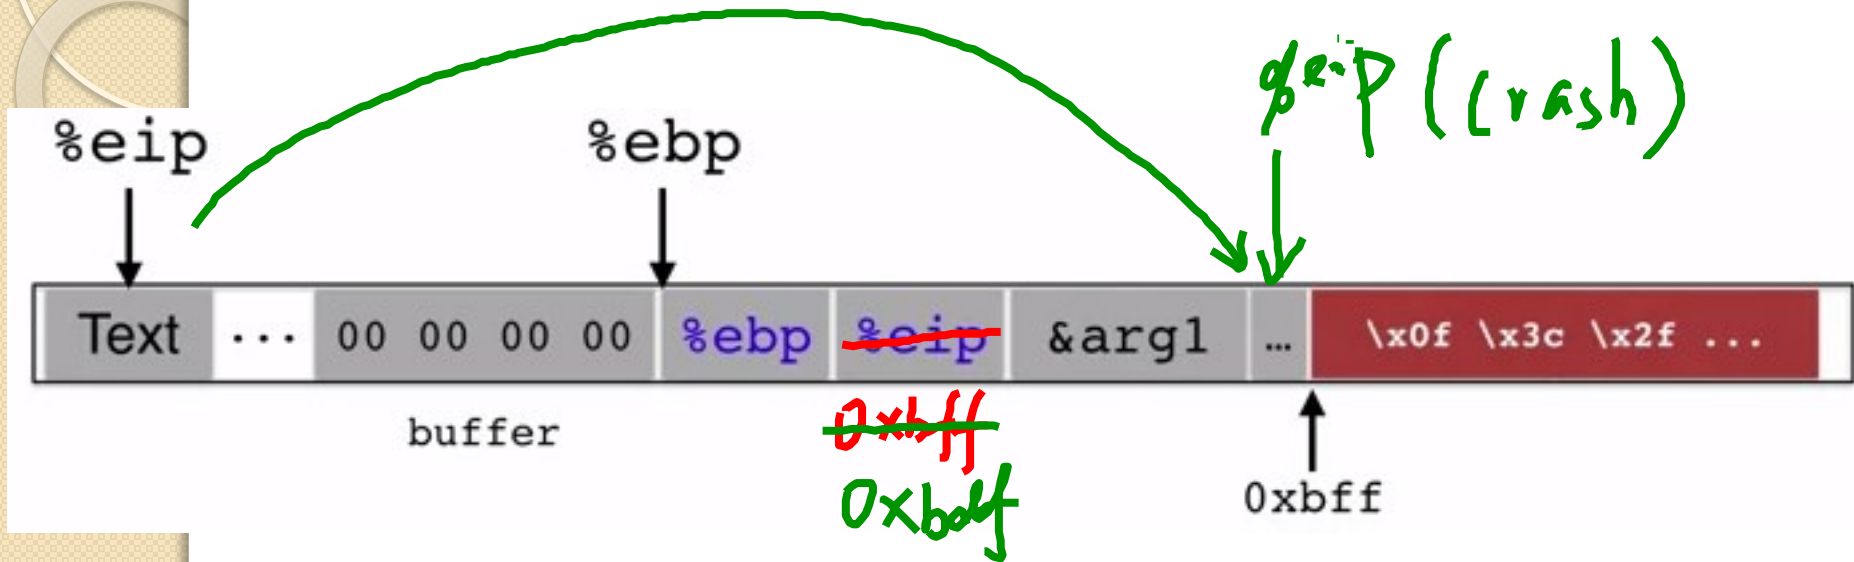 %eip (crash)
%eip %ebp
Text ... 00 00 00 00 %ebp %eip &arg1 ... \x0f \x3c \x2f ...
buffer 0xbff
0xbff
0xbdf